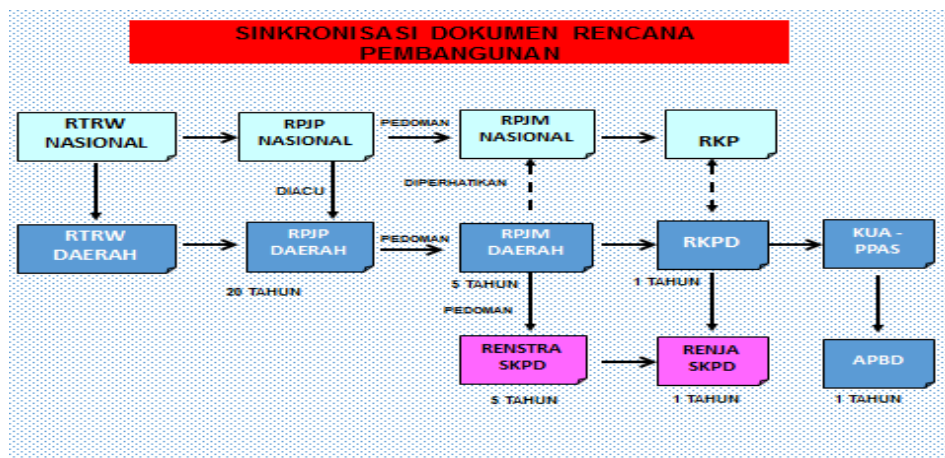 SINKRONISASI DOKUMEN RENCANA
PEMBANGUNAN
RTRW
NASIONAL
RPJP
NASIONAL
PEDOMAN
RPJM
NASIONAL
RKP
DIACU
DIPERHATIKAN
RTRW
DAERAH
RPJP
DAERAH
PEDOMAN
RPJM
DAERAH
RKPD
KUA -
PPAS
20 TAHUN
5 TAHUN
1 TAHUN
PEDOMAN
RENSTRA
SKPD
RENJA
SKPD
APBD
5 TAHUN
1 TAHUN
1 TAHUN